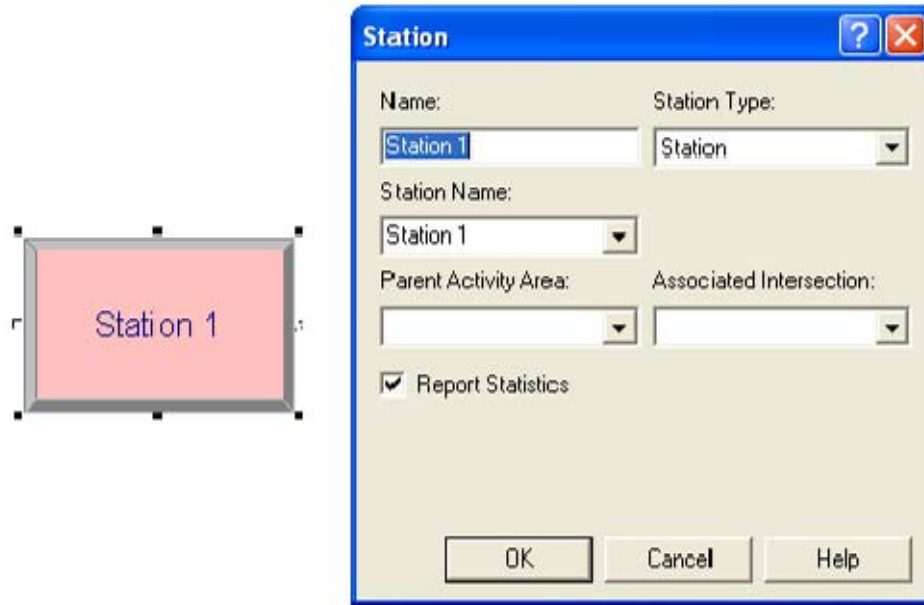 Station
Name:
Station Type:
Station 1
Station
Station Name:
Station 1
Parent Activity Area:
Associated Intersection:
Report Statistics
Station 1
OK
Cancel
Help